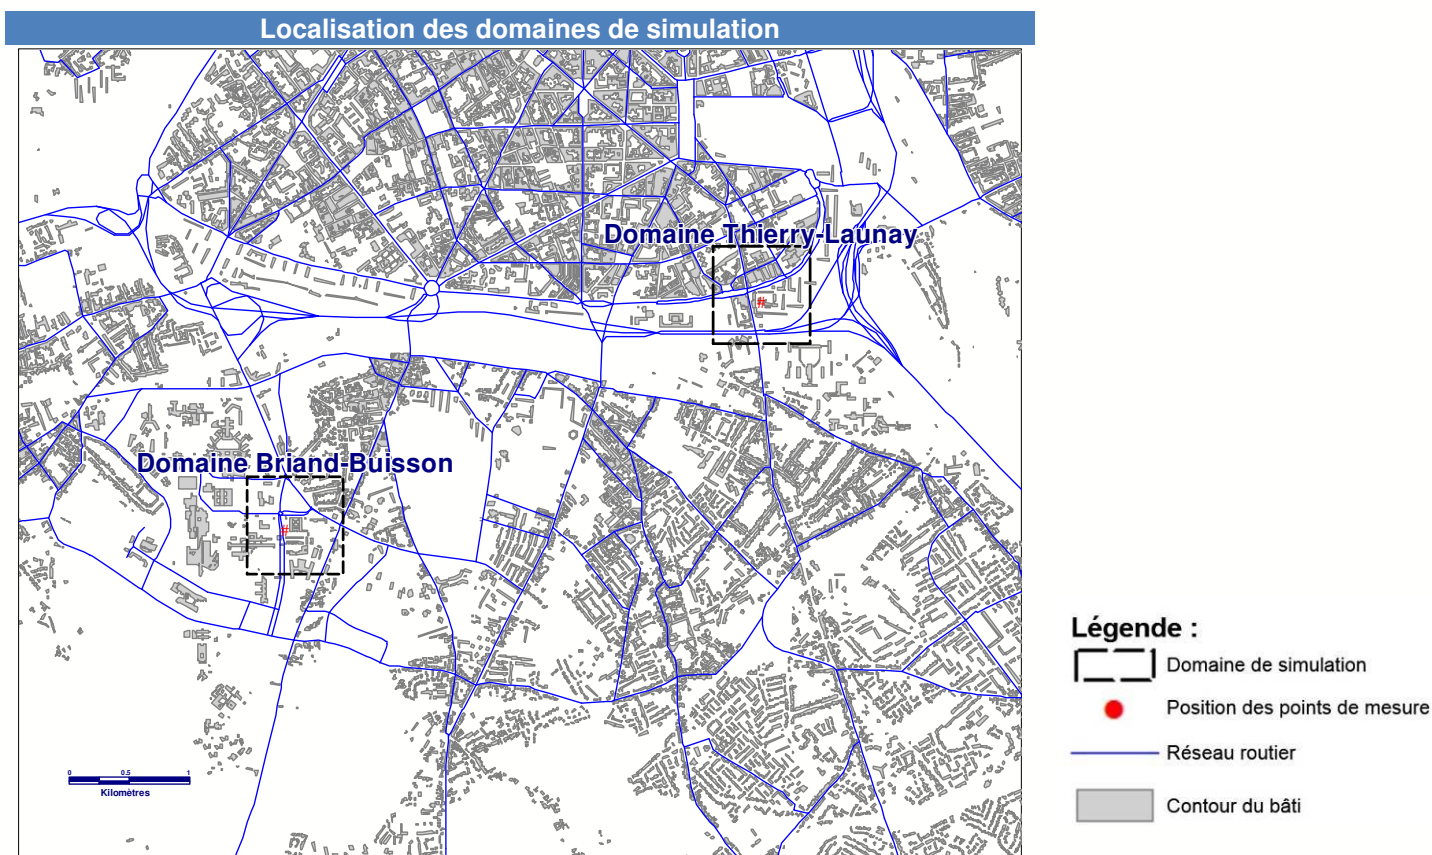 Localisation des domaines de simulation
Domaine Thierry-Launay
#
Domaine Briand-Buisson
#
0 0.5 1
Kilomètres
Légende :
Domaine de simulation
Position des points de mesure
Réseau routier
Contour du bâti